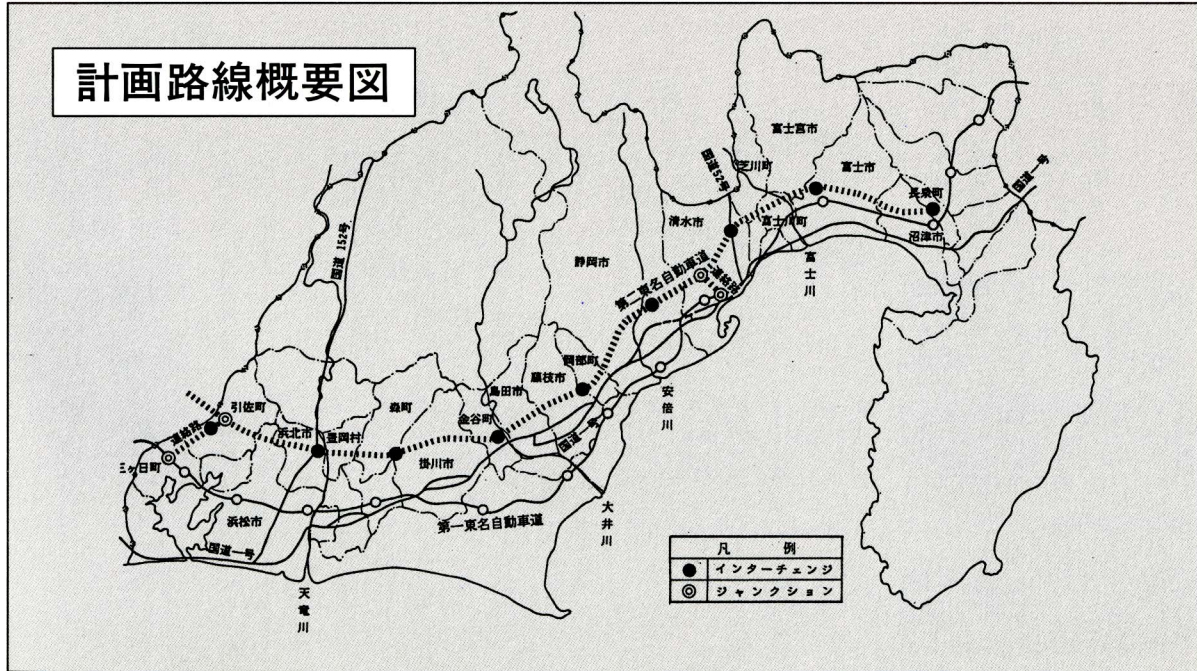 計画路線概要図
富士宮市
国道52号
芝川町
富士市
国道一号
長泉町
清水市
富士川町
沼津市
国道152号
静岡市
第二東名自動車道
連絡路
富士川
岡部町
藤枝市
島田市
安倍川
森町
金谷町
引佐町
連絡路
浜北市
豊岡村
国道一号
掛川市
三ヶ日町
大井川
浜松市
第一東名自動車道
国道一号
天竜川
凡例
インターチェンジ
ジャンクション